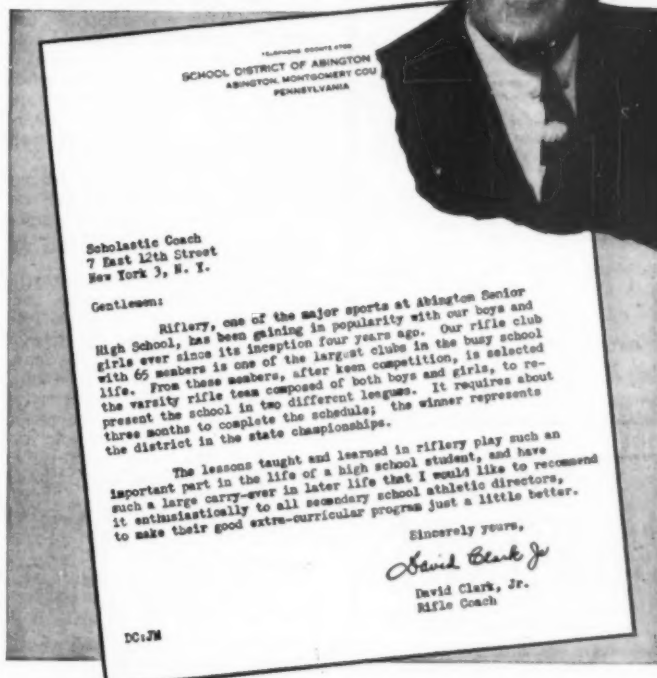 TELEPHONE OGONTZ 4700
SCHOOL DISTRICT OF ABINGTON
ABINGTON, MONTGOMERY COU
PENNSYLVANIA
Scholastic Coach
7 East 12th Street
New York 3, N. Y.
Gentlemen:
Riflery, one of the major sports at Abington Senior
High School, has been gaining in popularity with our boys and
girls ever since its inception four years ago. Our rifle club
with 65 members is one of the largest clubs in the busy school
life. From these members, after keen competition, is selected
the varsity rifle team composed of both boys and girls, to re-
present the school in two different leagues. It requires about
three months to complete the schedule; the winner represents
the district in the state championships.
The lessons taught and learned in riflery play such an
important part in the life of a high school student, and have
such a large carry-over in later life that I would like to recommend
it enthusiastically to all secondary school athletic directors,
to make their good extra-curricular program just a little better.
Sincerely yours,
David Clark Jr
David Clark, Jr.
Rifle Coach
DC:JM